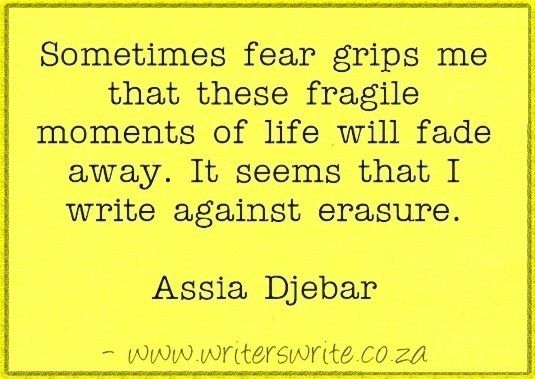 Sometimes fear grips me
that these fragile
moments of life will fade
away. It seems that I
write against erasure.
Assia Djebar
- www.writerswrite.co.za